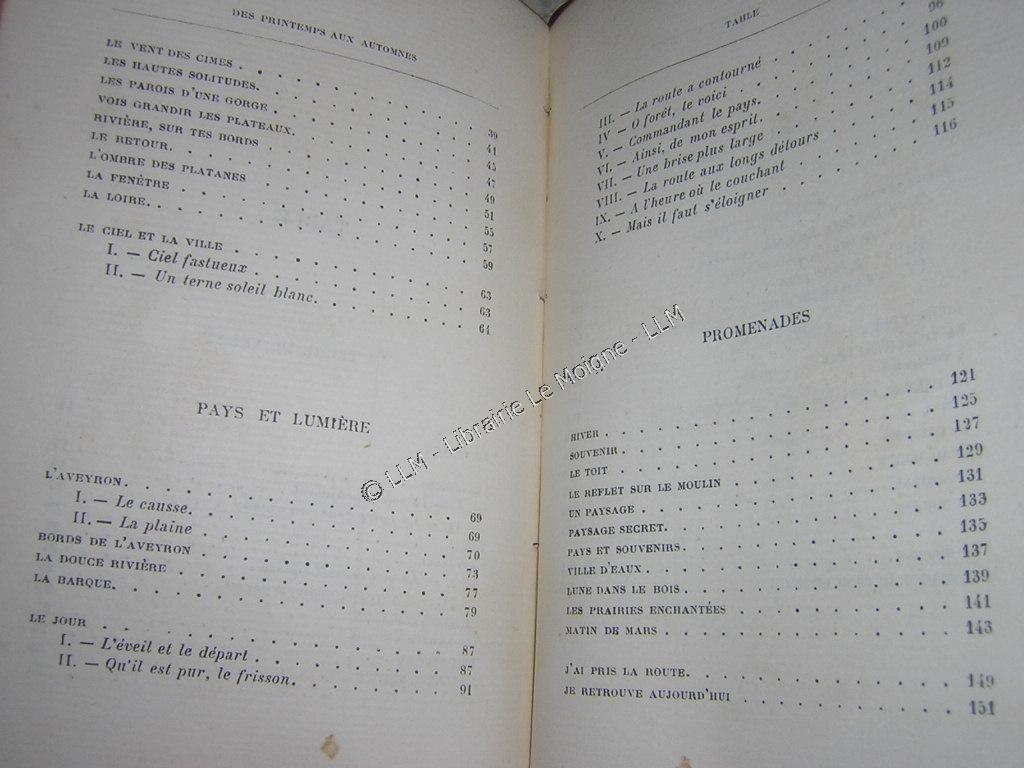 DES PRINTEMPS AUX AUTOMNES
LE VENT DES CIMES . . . . . . . . . . 39
LES HAUTES SOLITUDES. . . . . . . . . . 41
LES PAROIS D'UNE GORGE . . . . . . . . . . 45
VOIS GRANDIR LES PLATEAUX. . . . . . . . . . 47
RIVIÈRE, SUR TES BORDS . . . . . . . . . . 49
LE RETOUR. . . . . . . . . . 51
L'OMBRE DES PLATANES . . . . . . . . . . 55
LA FENÊTRE . . . . . . . . . . 57
LA LOIRE. . . . . . . . . . 59
LE CIEL ET LA VILLE . . . . . . . . . . 63
I. — Ciel fastueux . . . . . . . . . . 63
II. — Un terne soleil blanc. . . . . . . . . . 64
PAYS ET LUMIÈRE
L'AVEYRON. . . . . . . . . . 69
I. — Le causse. . . . . . . . . . 69
II. — La plaine . . . . . . . . . . 70
BORDS DE L'AVEYRON . . . . . . . . . . 73
LA DOUCE RIVIÈRE . . . . . . . . . . 77
LA BARQUE. . . . . . . . . . 79
LE JOUR . . . . . . . . . . 87
I. — L'éveil et le départ . . . . . . . . . . 87
II. — Qu'il est pur, le frisson. . . . . . . . . . 91
TABLE
III. — La route a contourné . . . . . .
IV — O forêt, le voici . . . . . . 96
V. — Commandant le pays. . . . . . . 100
VI. — Ainsi, de mon esprit. . . . . . . 109
VII. — Une brise plus large . . . . . . 112
VIII. — La route aux longs détours . . . . . . 114
IX. — A l'heure où le couchant . . . . . . 115
X. — Mais il faut s'éloigner . . . . . . 116
PROMENADES
HIVER . . . . . . . . . . 121
SOUVENIR . . . . . . . . . . 125
LE TOIT . . . . . . . . . . 127
LE REFLET SUR LE MOULIN . . . . . . . . . . 129
UN PAYSAGE . . . . . . . . . . 131
PAYSAGE SECRET. . . . . . . . . . 133
PAYS ET SOUVENIRS. . . . . . . . . . 135
VILLE D'EAUX . . . . . . . . . . 137
LUNE DANS LE BOIS . . . . . . . . . . 139
LES PRAIRIES ENCHANTÉES . . . . . . . . . . 141
MATIN DE MARS . . . . . . . . . . 143
J'AI PRIS LA ROUTE. . . . . . . . . . 149
JE RETROUVE AUJOURD'HUI . . . . . . . . . . 151
© LLM - Librairie Le Moigne - LLM